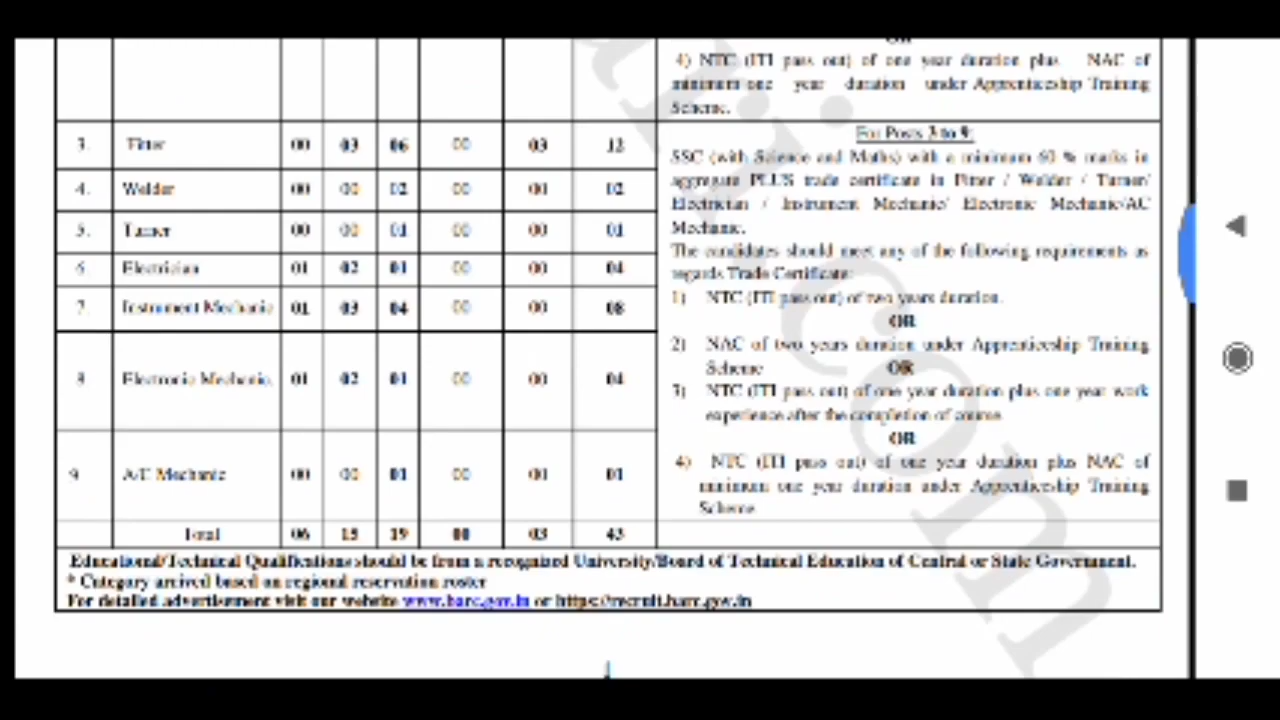 OR
4) NTC (ITI pass out) of one year duration plus NAC of
minimum one year duration under Apprenticeship Training
Scheme.
3. Fitter 00 03 06 00 03 12
For Posts 3 to 9:
SSC (with Science and Maths) with a minimum 60 % marks in
aggregate PLUS trade certificate in Fitter / Welder / Turner/
Electrician / Instrument Mechanic/ Electronic Mechanic/AC
Mechanic.
The candidates should meet any of the following requirements as
regards Trade Certificate:
1) NTC (ITI pass out) of two years duration.
OR
2) NAC of two years duration under Apprenticeship Training
Scheme OR
3) NTC (ITI pass out) of one year duration plus one year work
experience after the completion of course
OR
4) NTC (ITI pass out) of one year duration plus NAC of
minimum one year duration under Apprenticeship Training
Scheme
4. Welder 00 00 02 00 00 02
5. Turner 00 00 01 00 00 01
6. Electrician 01 02 01 00 00 04
7. Instrument Mechanic 01 03 04 00 00 08
8 Electronic Mechanic. 01 02 01 00 00 04
9 A/C Mechanic 00 00 01 00 00 01
Total 06 15 19 00 03 43
Educational/Technical Qualifications should be from a recognized University/Board of Technical Education of Central or State Government.
* Category arrived based on regional reservation roster
For detailed advertisement visit our website www.barc.gov.in or https://recruit.barc.gov.in
1